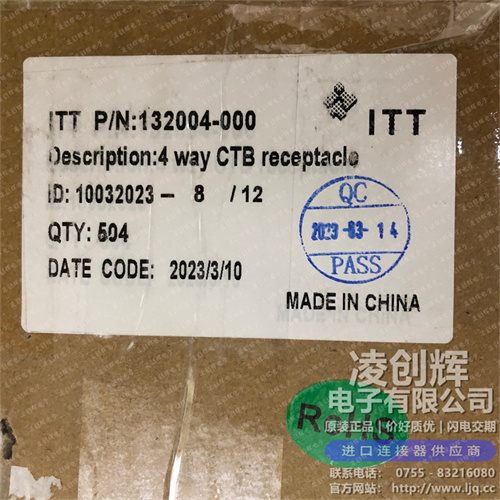 ITT P/N:132004-000
ITT
Description:4 way CTB receptacle
ID: 10032023 - 8 / 12
QTY: 504
DATE CODE: 2023/3/10
QC
2023-03-14
PASS
MADE IN CHINA
RoHS
凌创辉
电子有限公司
原装正品|价好质优|闪电交期
进口连接器供应商
联系电话: 0755 - 83216080
官方网站: http://www.ljq.cc